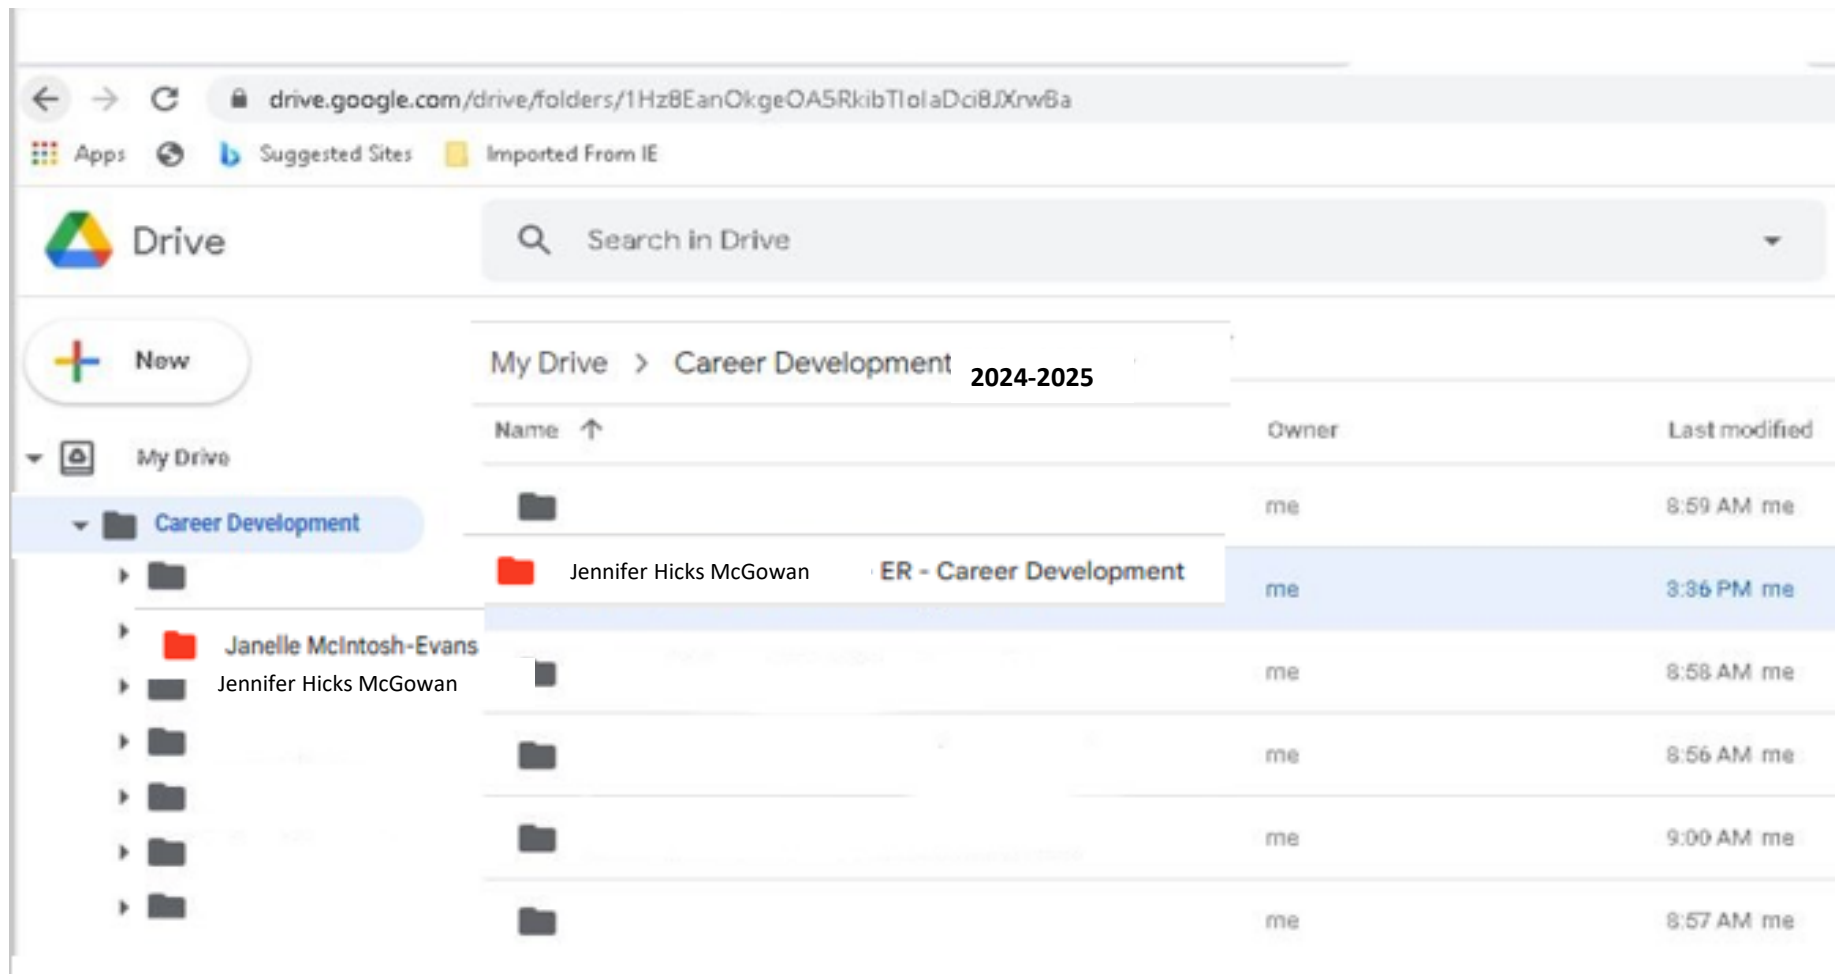 drive.google.com/drive/folders/1HzBEanOkgeOA5RkibTlolaDci8JXrwBa
Apps Suggested Sites Imported From IE
Drive Search in Drive
New
My Drive > Career Development 2024-2025
Name ↑ Owner Last modified
My Drive
me 8:59 AM me
Career Development
Jennifer Hicks McGowan ER - Career Development me 3:36 PM me
Janelle McIntosh-Evans
Jennifer Hicks McGowan
me 8:58 AM me
me 8:56 AM me
me 9:00 AM me
me 8:57 AM me